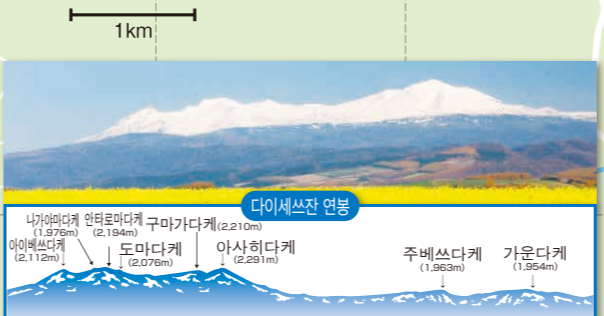 1km
다이세쓰잔 연봉
나가야마다케
(1,976m)
안타로마다케
(2,194m)
구마가다케(2,210m)
아이베쓰다케
(2,112m)
도마다케
(2,076m)
아사히다케
(2,291m)
주베쓰다케
(1,963m)
가운다케
(1,954m)